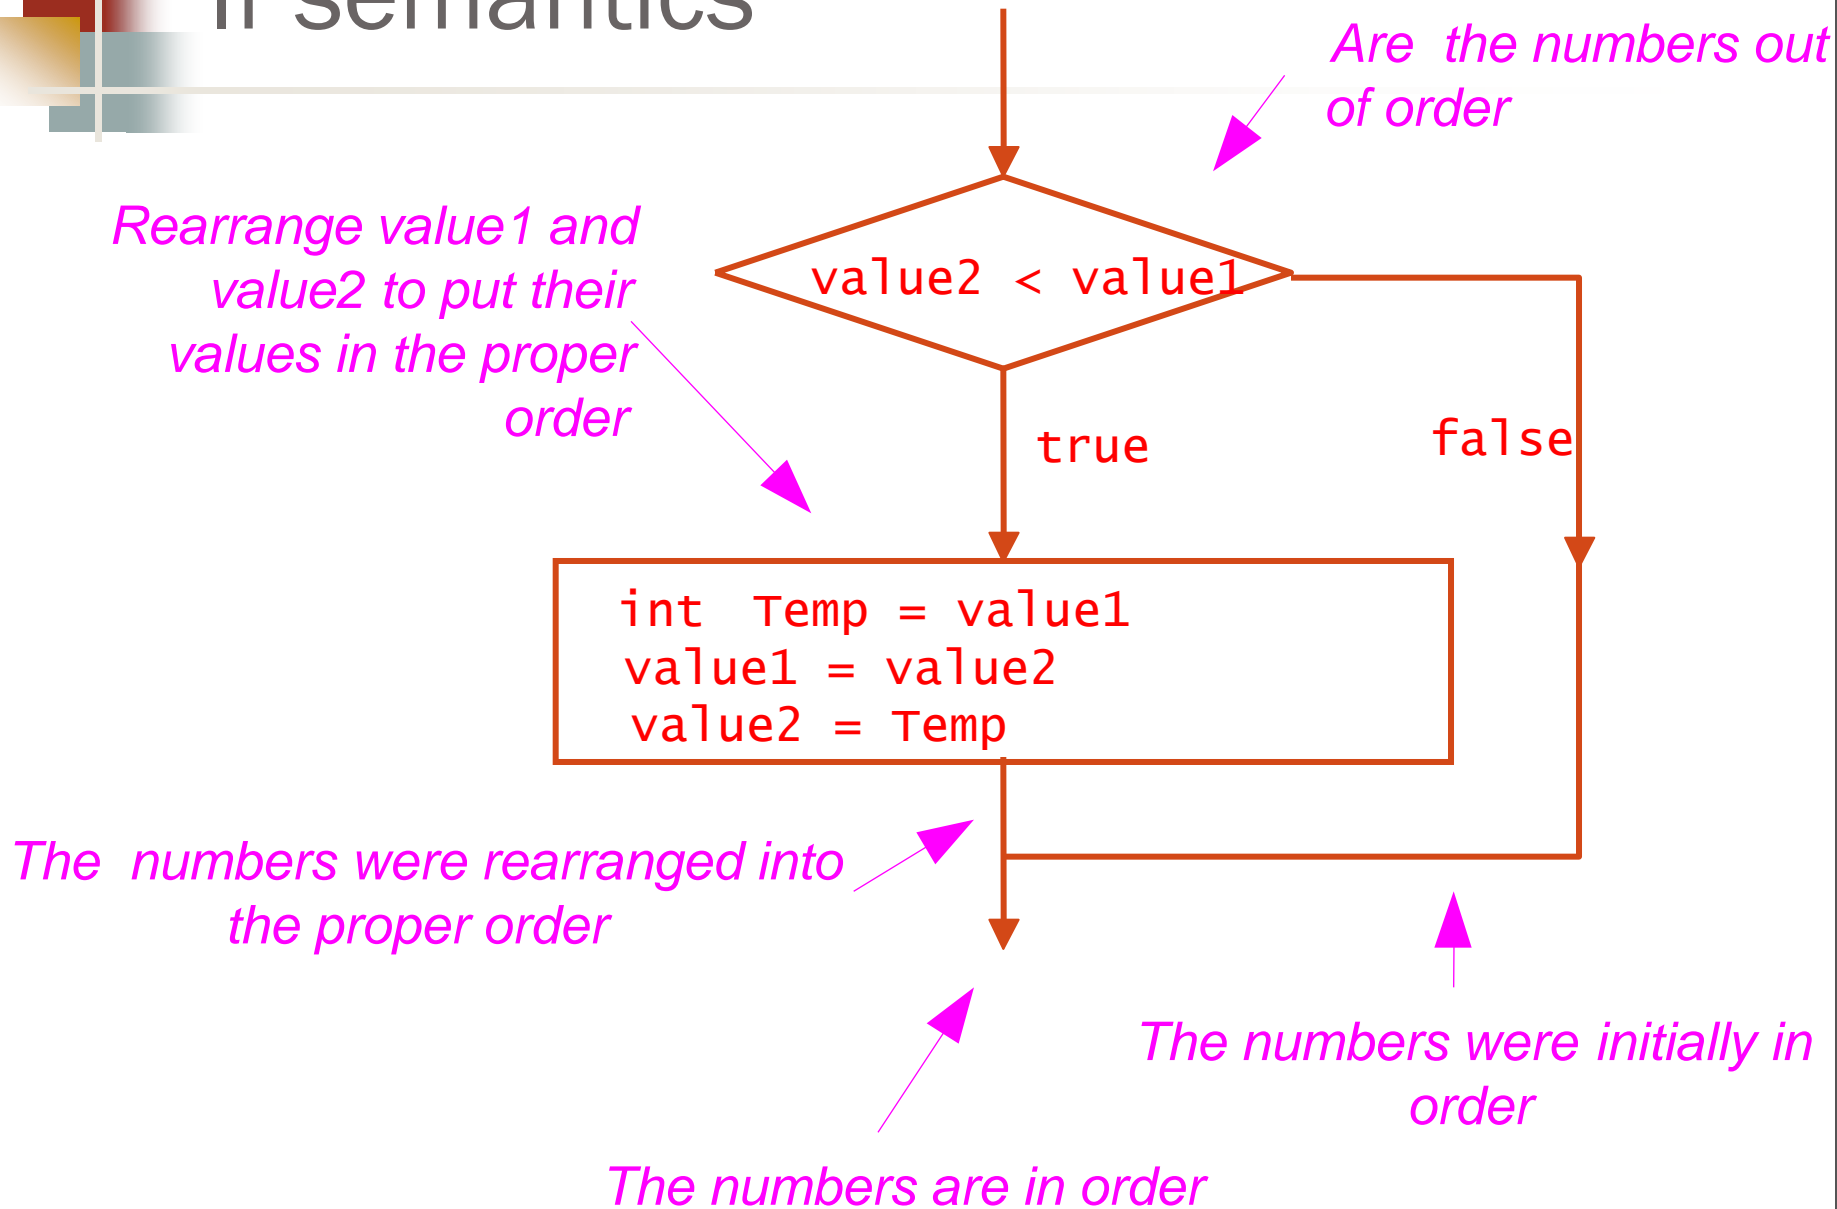 If semantics
Are the numbers out
of order
Rearrange value1 and
value2 to put their
values in the proper
order
value2 < value1
true
false
int Temp = value1
value1 = value2
value2 = Temp
The numbers were rearranged into
the proper order
The numbers were initially in
order
The numbers are in order